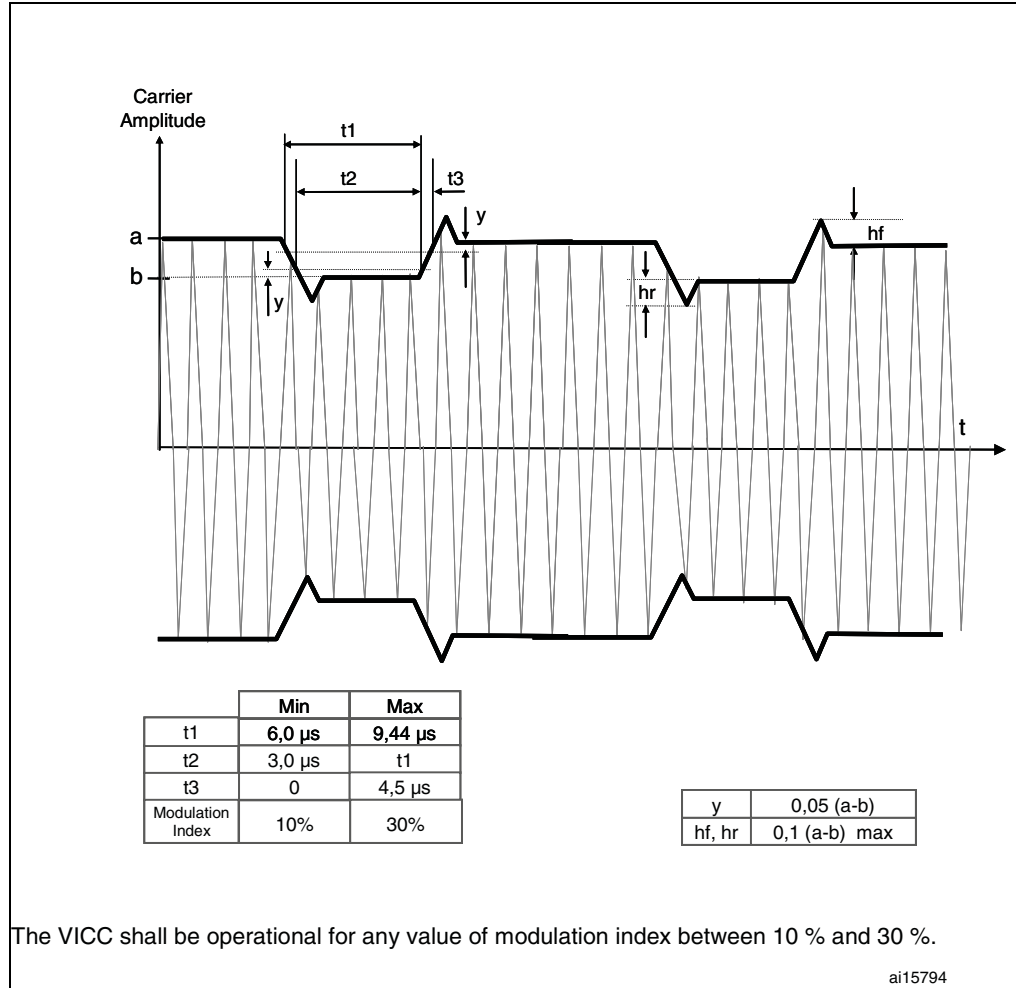 Carrier
Amplitude
t1
t2
t3
y
a
hf
b
y
hr
t
Min Max
t1 6,0 µs 9,44 µs
t2 3,0 µs t1
t3 0 4,5 µs
Modulation
Index 10% 30%
y 0,05 (a-b)
hf, hr 0,1 (a-b) max
The VICC shall be operational for any value of modulation index between 10 % and 30 %.
ai15794